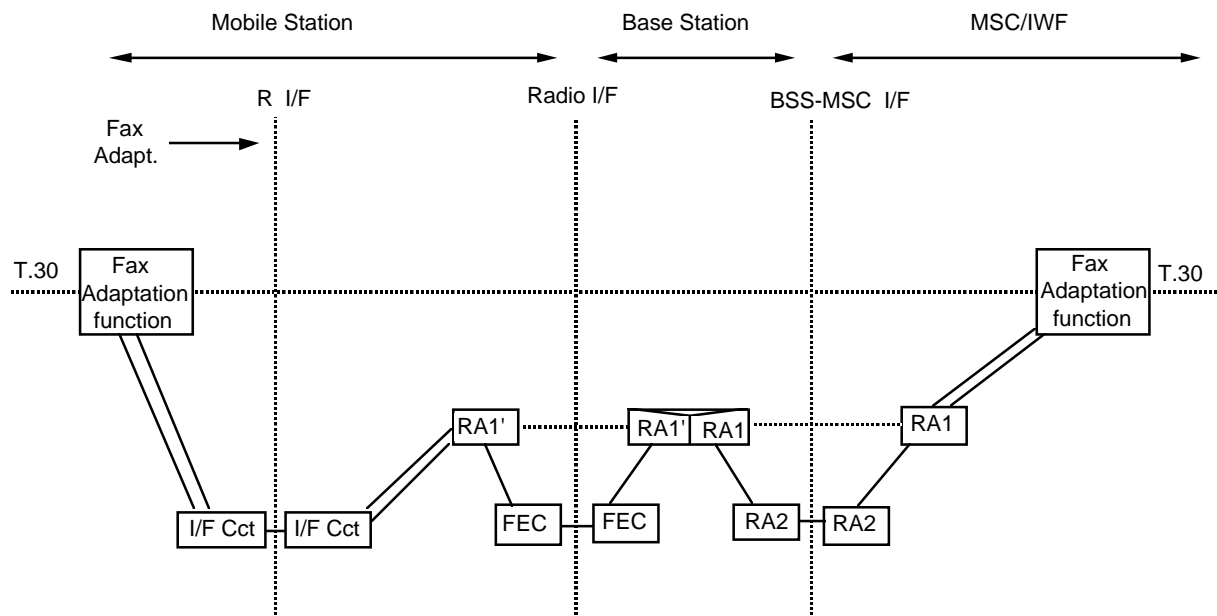 Mobile Station
Base Station
MSC/IWF
R I/F
Radio I/F
BSS-MSC I/F
Fax
Adapt.
T.30
Fax
Adaptation
function
Fax
Adaptation
function
T.30
RA1'
RA1'
RA1
RA1
I/F Cct
I/F Cct
FEC
FEC
RA2
RA2